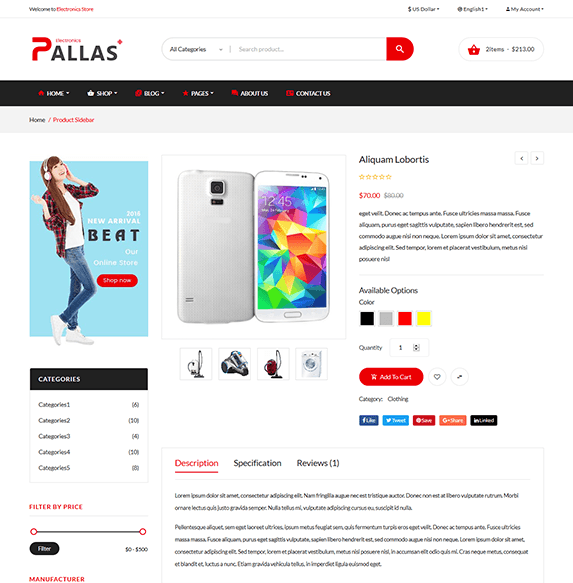 Welcome to Electronics Store
$ US Dollar
English1
My Account
Electronics
PALLAS
All Categories
Search product...
2Items - $213.00
HOME
SHOP
BLOG
PAGES
ABOUT US
CONTACT US
Home / Product Sidebar
2018
NEW ARRIVAL
BEAT
Our
Online Store
Shop now
12:45
Aliquam Lobortis
$70.00 $80.00
eget velit. Donec ac tempus ante. Fusce ultricies massa massa. Fusce
aliquam, purus eget sagittis vulputate, sapien libero hendrerit est, sed
commodo augue nisi non neque. Lorem ipsum dolor sit amet, consectetur
adipiscing elit. Sed tempor, lorem et placerat vestibulum, metus nisi
posuere nisl
Available Options
Color
Quantity 1
Add To Cart
Category: Clothing
Like
Tweet
Save
Share
Linked
CATEGORIES
Categories1 (6)
Categories2 (10)
Categories3 (4)
Categories4 (10)
Categories5 (8)
FILTER BY PRICE
Filter
$0 - $500
MANUFACTURER
Description
Specification
Reviews (1)
Lorem ipsum dolor sit amet, consectetur adipiscing elit. Nam fringilla augue nec est tristique auctor. Donec non est at libero vulputate rutrum. Morbi
ornare lectus quis justo gravida semper. Nulla tellus mi, vulputate adipiscing cursus eu, suscipit id nulla.
Pellentesque aliquet, sem eget laoreet ultrices, ipsum metus feugiat sem, quis fermentum turpis eros eget velit. Donec ac tempus ante. Fusce ultricies
massa massa. Fusce aliquam, purus eget sagittis vulputate, sapien libero hendrerit est, sed commodo augue nisi non neque. Lorem ipsum dolor sit amet,
consectetur adipiscing elit. Sed tempor, lorem et placerat vestibulum, metus nisi posuere nisl, in accumsan elit odio quis mi. Cras neque metus, consequat
et blandit et, luctus a nunc. Etiam gravida vehicula tellus, in imperdiet ligula euismod eget.